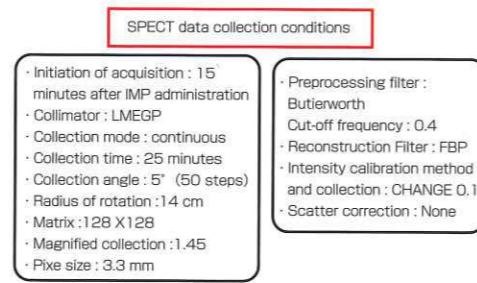 SPECT data collection conditions
· Initiation of acquisition : 15
minutes after IMP administration
· Collimator : LMEGP
· Collection mode : continuous
· Collection time : 25 minutes
· Collection angle : 5° (50 steps)
· Radius of rotation :14 cm
· Matrix :128 X128
· Magnified collection :1.45
· Pixe size : 3.3 mm
· Preprocessing filter :
Butierworth
Cut-off frequency : 0.4
· Reconstruction Filter : FBP
· Intensity calibration method
and collection : CHANGE 0.1
· Scatter correction : None